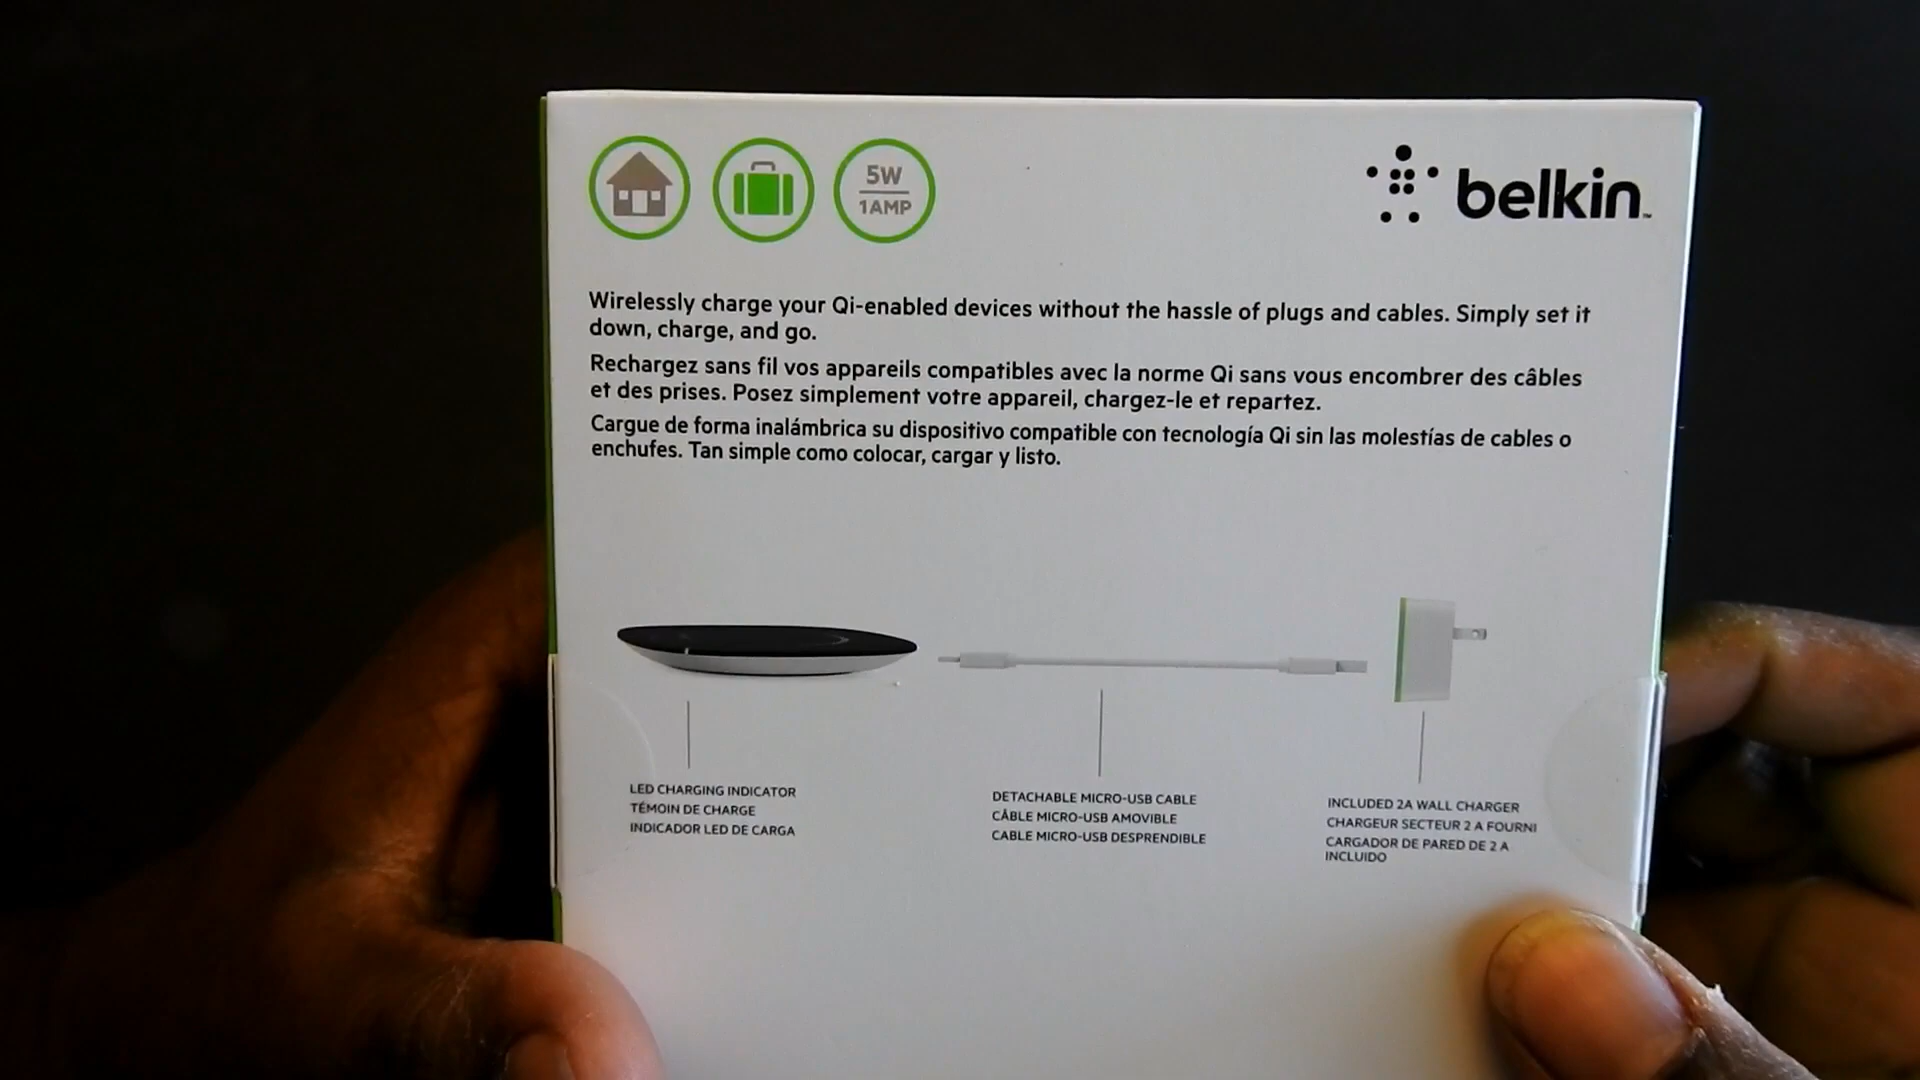 5W
1AMP
belkin™
Wirelessly charge your Qi-enabled devices without the hassle of plugs and cables. Simply set it
down, charge, and go.
Rechargez sans fil vos appareils compatibles avec la norme Qi sans vous encombrer des câbles
et des prises. Posez simplement votre appareil, chargez-le et repartez.
Cargue de forma inalámbrica su dispositivo compatible con tecnología Qi sin las molestías de cables o
enchufes. Tan simple como colocar, cargar y listo.
LED CHARGING INDICATOR
TÉMOIN DE CHARGE
INDICADOR LED DE CARGA
DETACHABLE MICRO-USB CABLE
CÂBLE MICRO-USB AMOVIBLE
CABLE MICRO-USB DESPRENDIBLE
INCLUDED 2A WALL CHARGER
CHARGEUR SECTEUR 2 A FOURNI
CARGADOR DE PARED DE 2 A
INCLUIDO